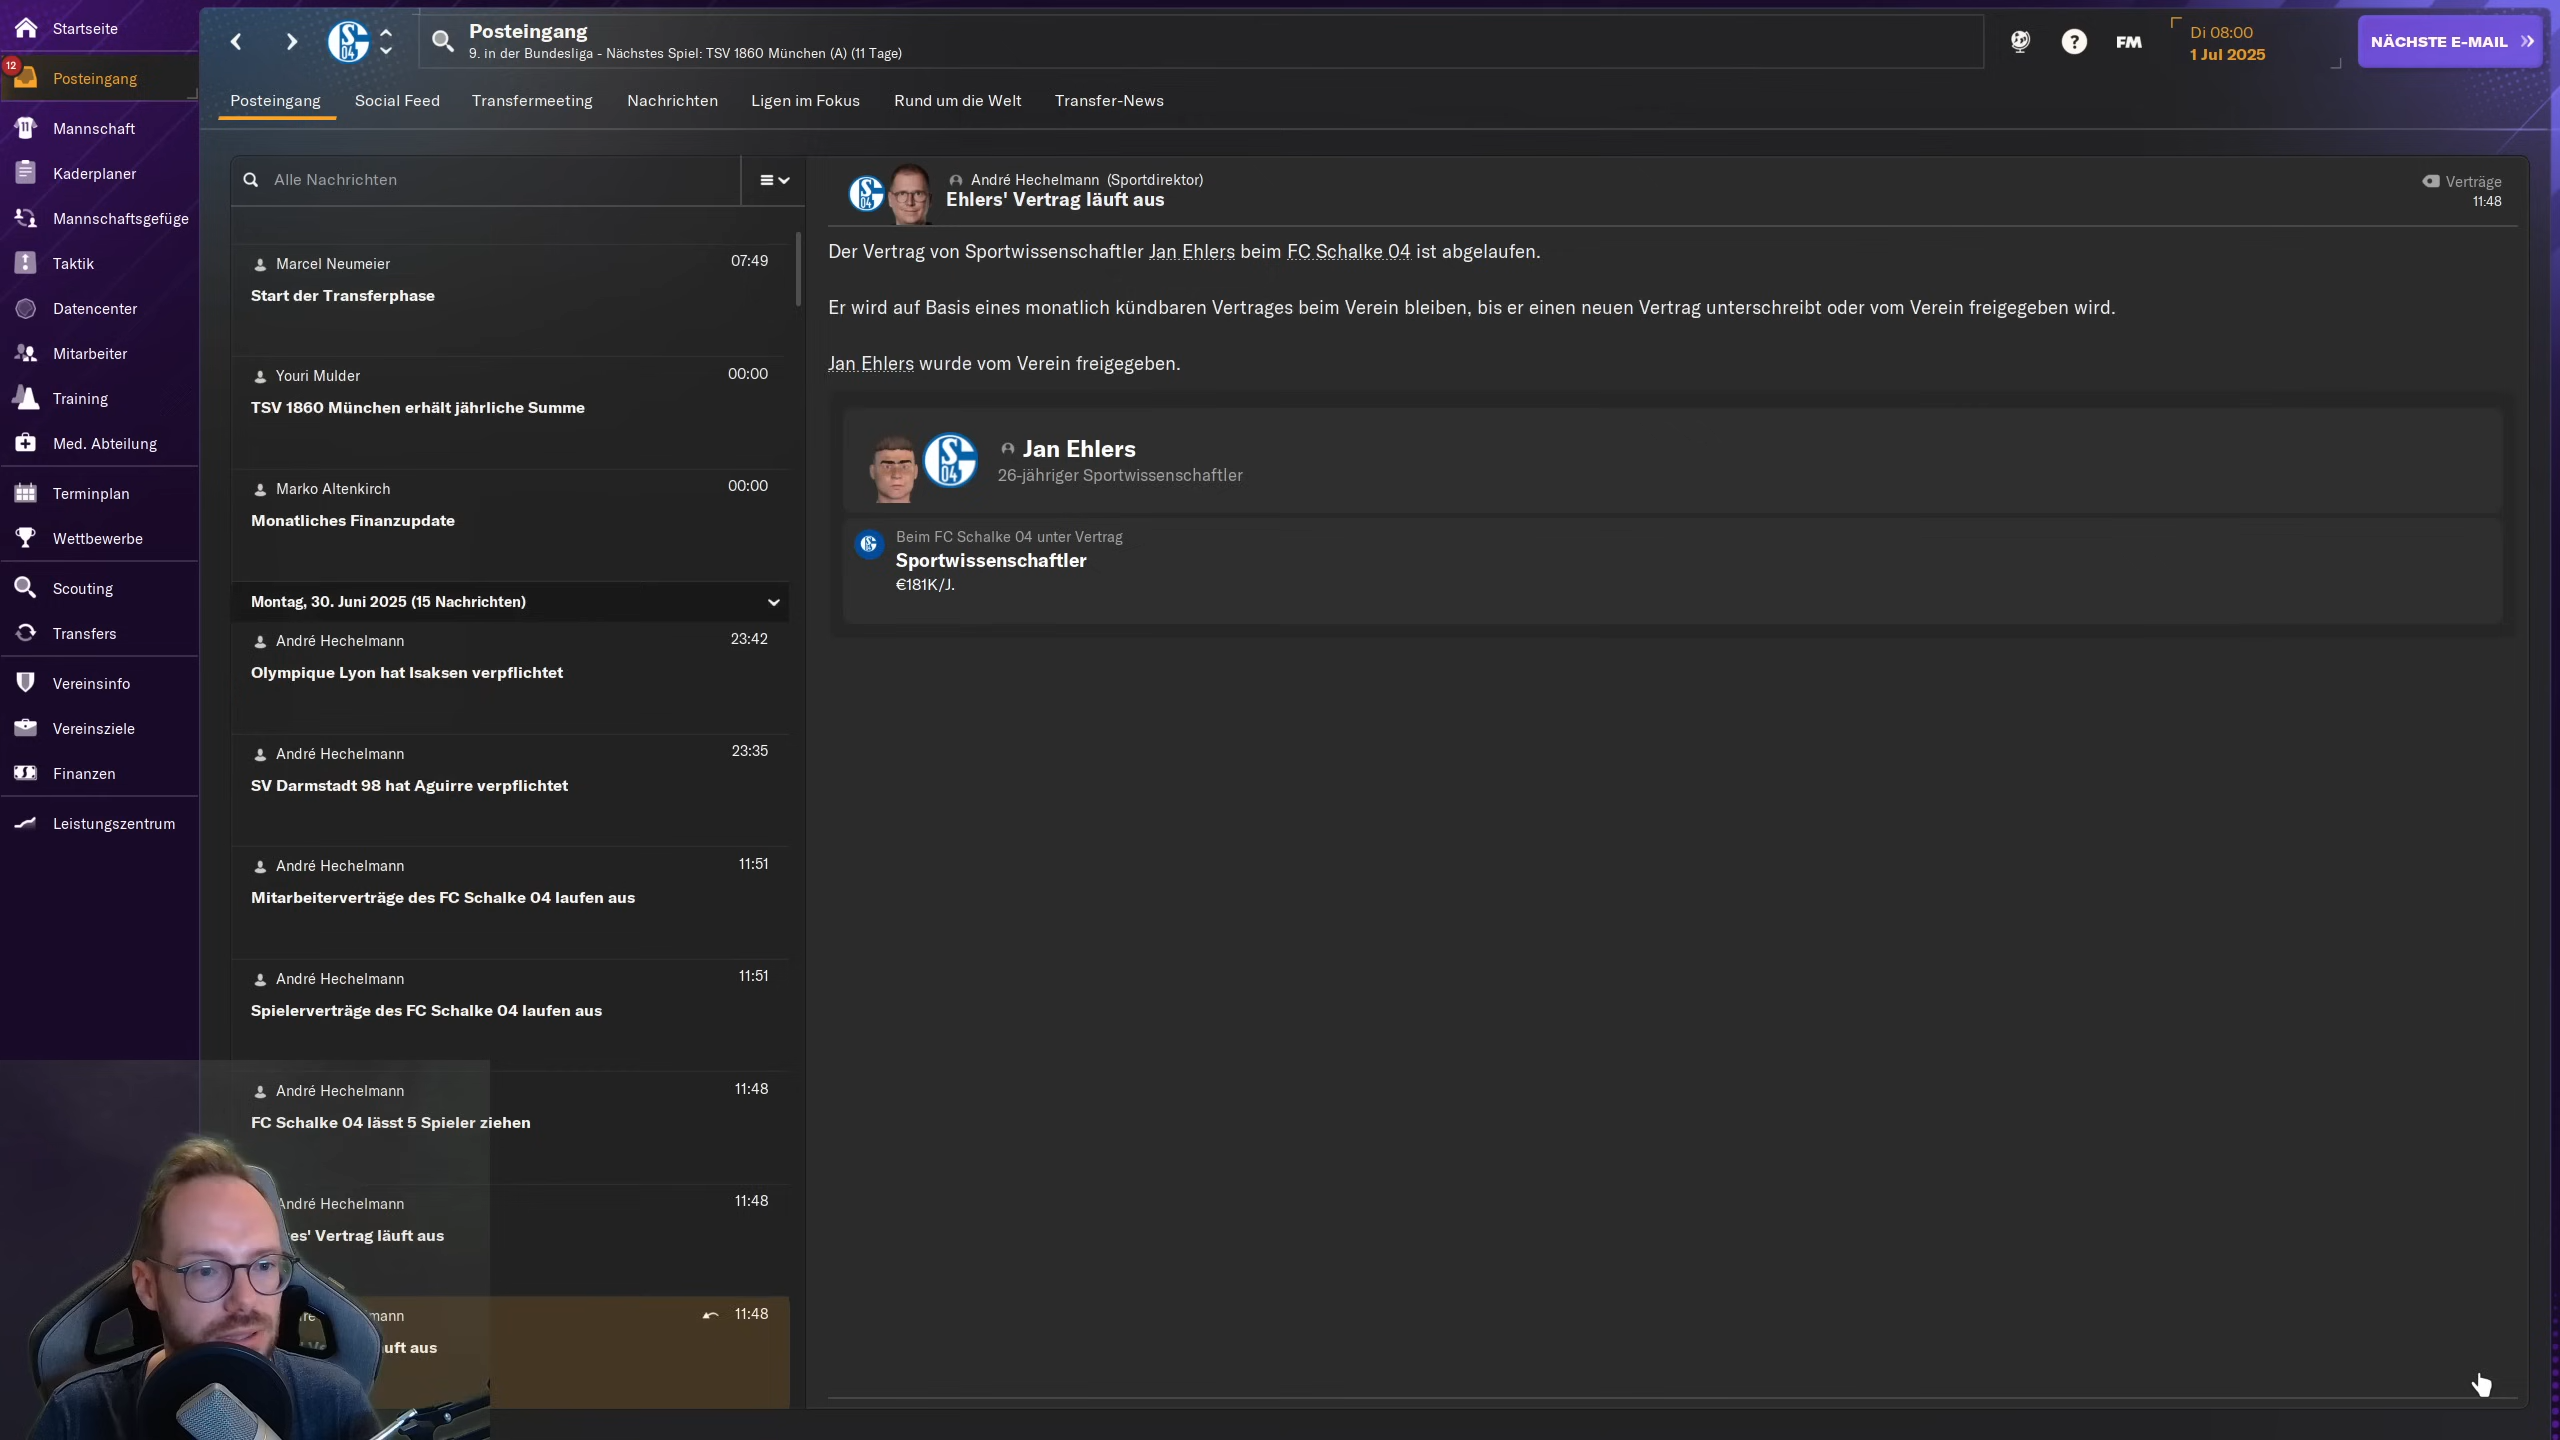 Startseite
12
Posteingang
Mannschaft
Kaderplaner
Mannschaftsgefüge
Taktik
Datencenter
Mitarbeiter
Training
Med. Abteilung
Terminplan
Wettbewerbe
Scouting
Transfers
Vereinsinfo
Vereinsziele
Finanzen
Leistungszentrum
Posteingang
9. in der Bundesliga - Nächstes Spiel: TSV 1860 München (A) (11 Tage)
FM
Di 08:00
1 Jul 2025
NÄCHSTE E-MAIL
Posteingang Social Feed Transfermeeting Nachrichten Ligen im Fokus Rund um die Welt Transfer-News
Alle Nachrichten
Marcel Neumeier 07:49
Start der Transferphase
Youri Mulder 00:00
TSV 1860 München erhält jährliche Summe
Marko Altenkirch 00:00
Monatliches Finanzupdate
Montag, 30. Juni 2025 (15 Nachrichten)
André Hechelmann 23:42
Olympique Lyon hat Isaksen verpflichtet
André Hechelmann 23:35
SV Darmstadt 98 hat Aguirre verpflichtet
André Hechelmann 11:51
Mitarbeiterverträge des FC Schalke 04 laufen aus
André Hechelmann 11:51
Spielerverträge des FC Schalke 04 laufen aus
André Hechelmann 11:48
FC Schalke 04 lässt 5 Spieler ziehen
André Hechelmann 11:48
Vertrag läuft aus
11:48
aus
André Hechelmann (Sportdirektor)
Ehlers' Vertrag läuft aus
Verträge
11:48
Der Vertrag von Sportwissenschaftler Jan Ehlers beim FC Schalke 04 ist abgelaufen.
Er wird auf Basis eines monatlich kündbaren Vertrages beim Verein bleiben, bis er einen neuen Vertrag unterschreibt oder vom Verein freigegeben wird.
Jan Ehlers wurde vom Verein freigegeben.
Jan Ehlers
26-jähriger Sportwissenschaftler
Beim FC Schalke 04 unter Vertrag
Sportwissenschaftler
€181K/J.